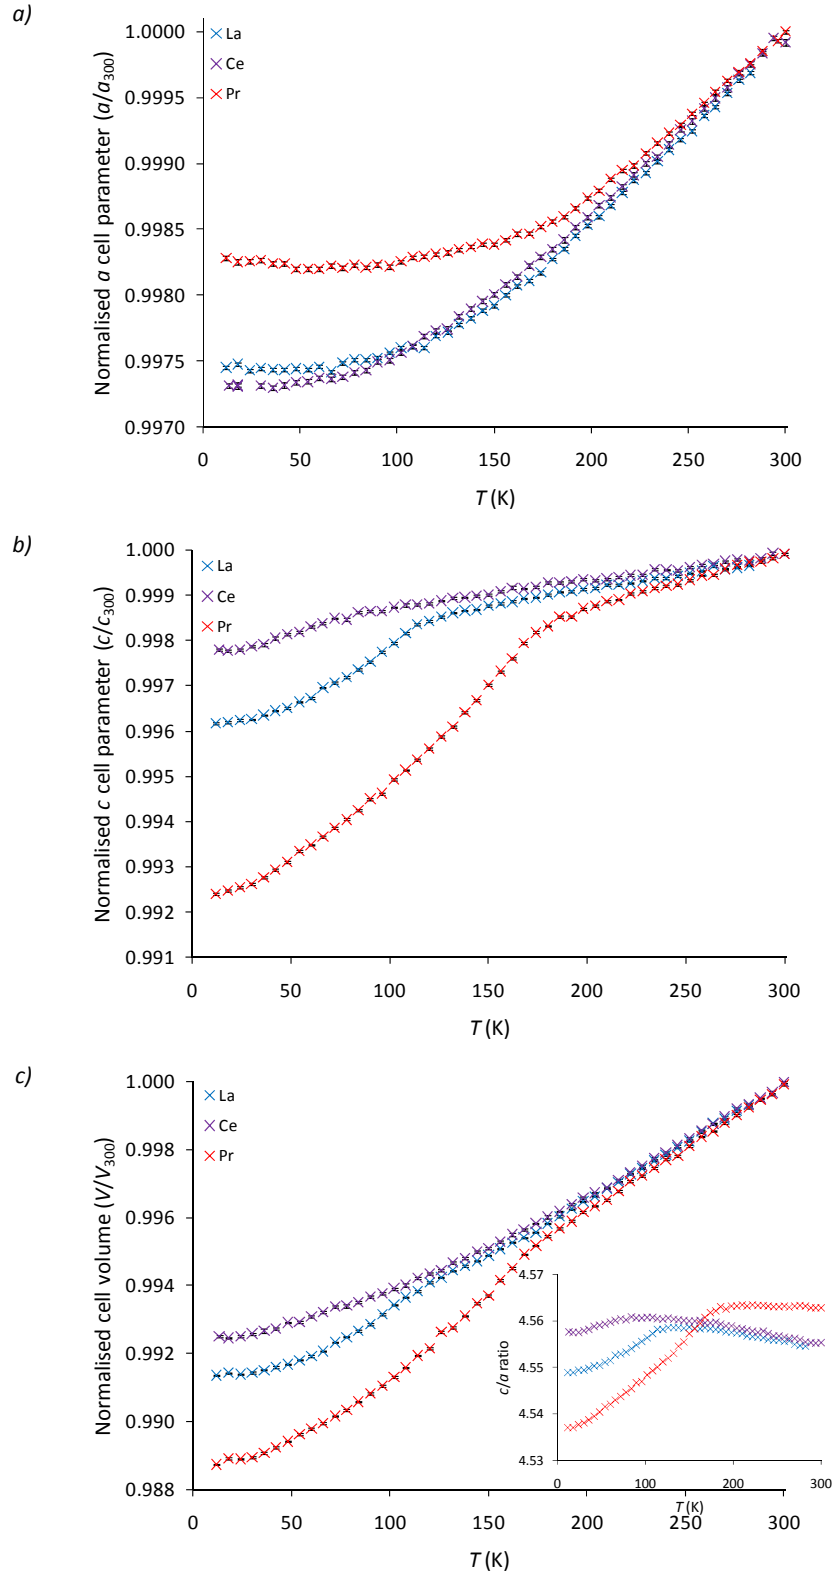 a)
Normalised a cell parameter (a/a300)
1.0000
0.9995
0.9990
0.9985
0.9980
0.9975
0.9970
La
Ce
Pr
0 50 100 150 200 250 300
T (K)
b)
Normalised c cell parameter (c/c300)
1.000
0.999
0.998
0.997
0.996
0.995
0.994
0.993
0.992
0.991
La
Ce
Pr
0 50 100 150 200 250 300
T (K)
c)
Normalised cell volume (V/V300)
1.000
0.998
0.996
0.994
0.992
0.990
0.988
La
Ce
Pr
c/a ratio
4.57
4.56
4.55
4.54
4.53
0 100 200 300
T (K)
0 50 100 150 200 250 300
T (K)